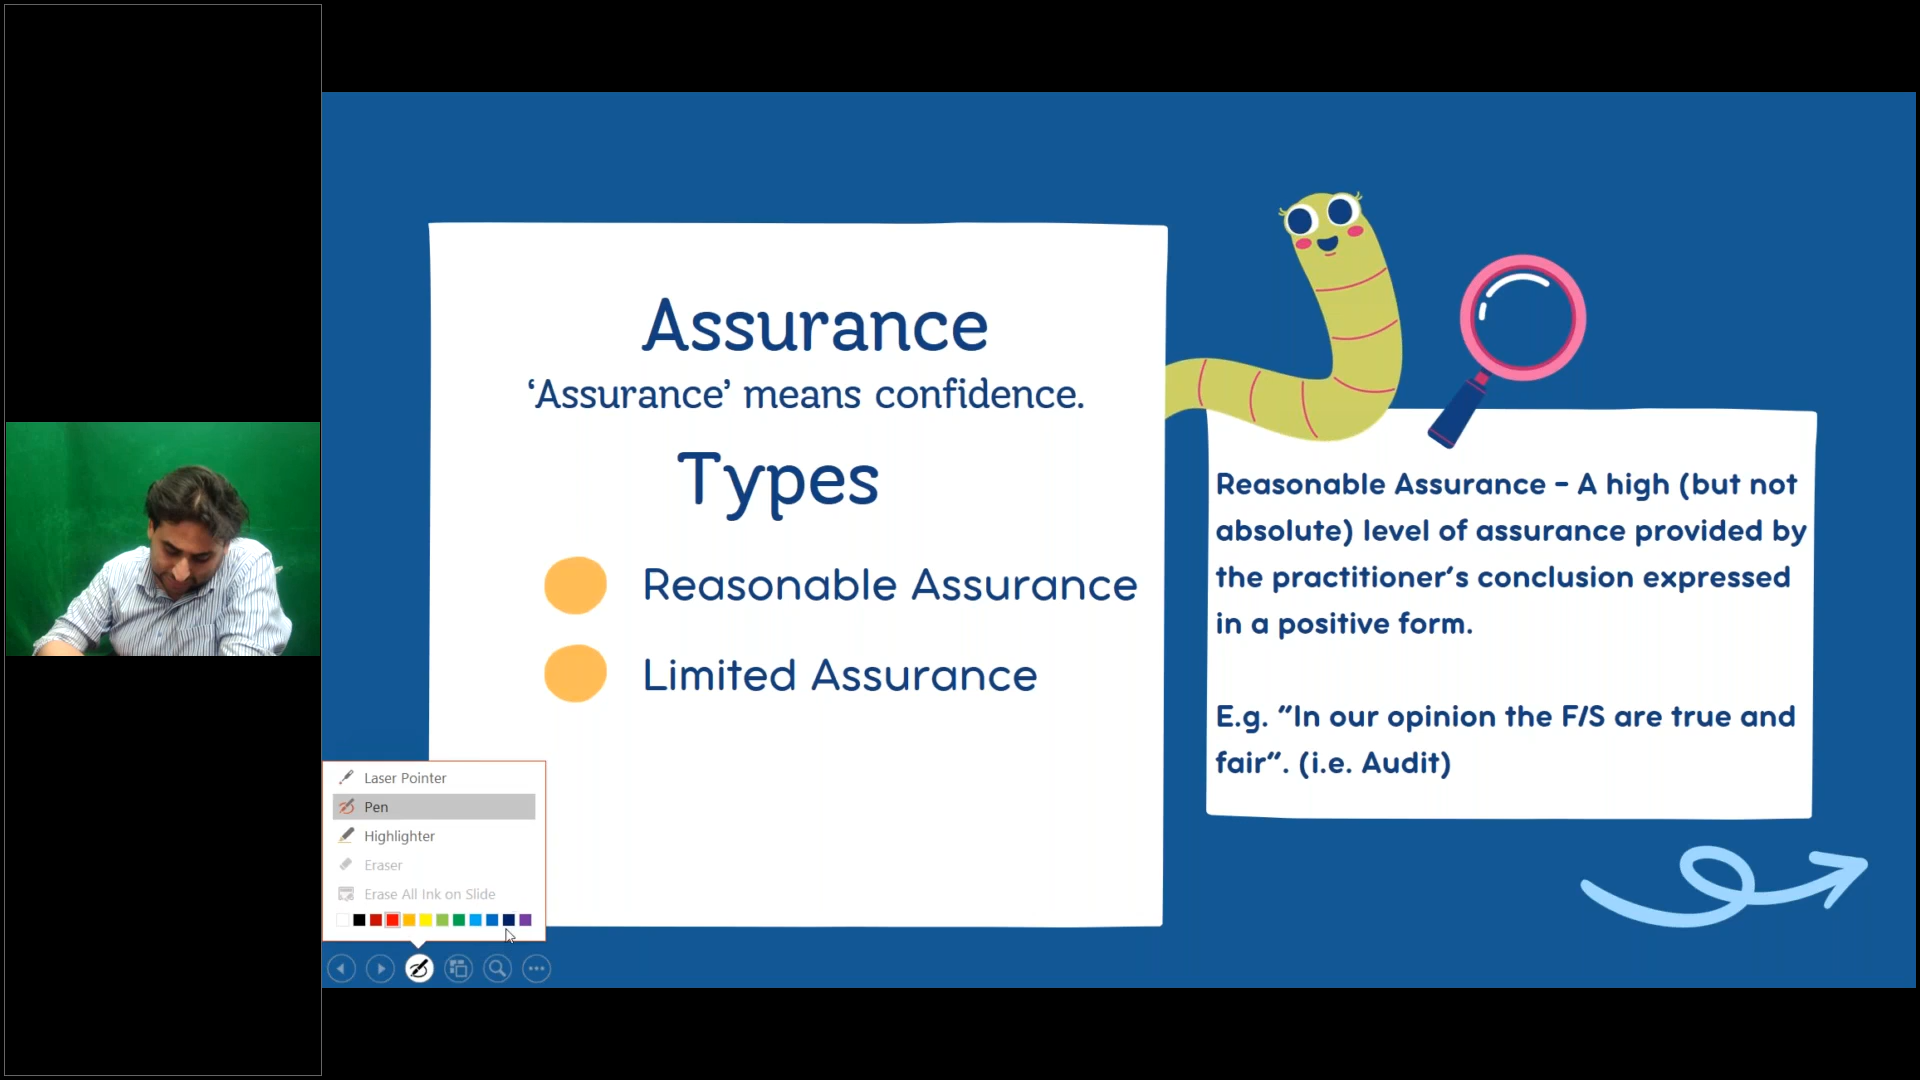 Assurance
‘Assurance’ means confidence.
Types
Reasonable Assurance
Limited Assurance
Reasonable Assurance - A high (but not
absolute) level of assurance provided by
the practitioner’s conclusion expressed
in a positive form.
E.g. “In our opinion the F/S are true and
fair”. (i.e. Audit)
Laser Pointer
Pen
Highlighter
Eraser
Erase All Ink on Slide